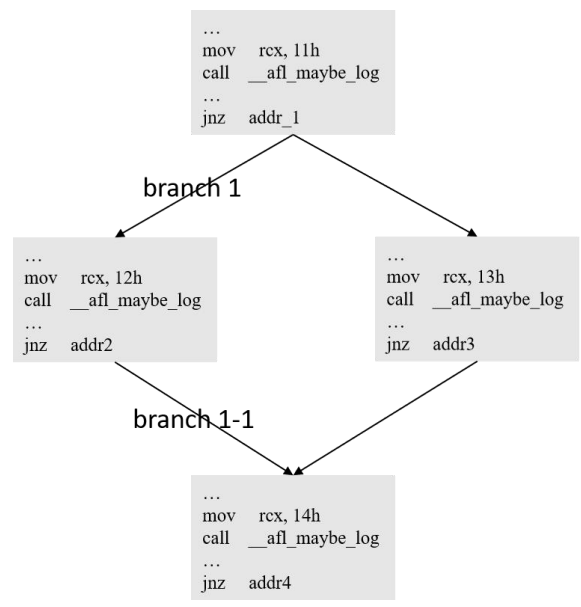 ...
mov rcx, 11h
call __afl_maybe_log
...
jnz addr_1
branch 1
...
mov rcx, 12h
call __afl_maybe_log
...
jnz addr2
...
mov rcx, 13h
call __afl_maybe_log
...
jnz addr3
branch 1-1
...
mov rcx, 14h
call __afl_maybe_log
...
jnz addr4